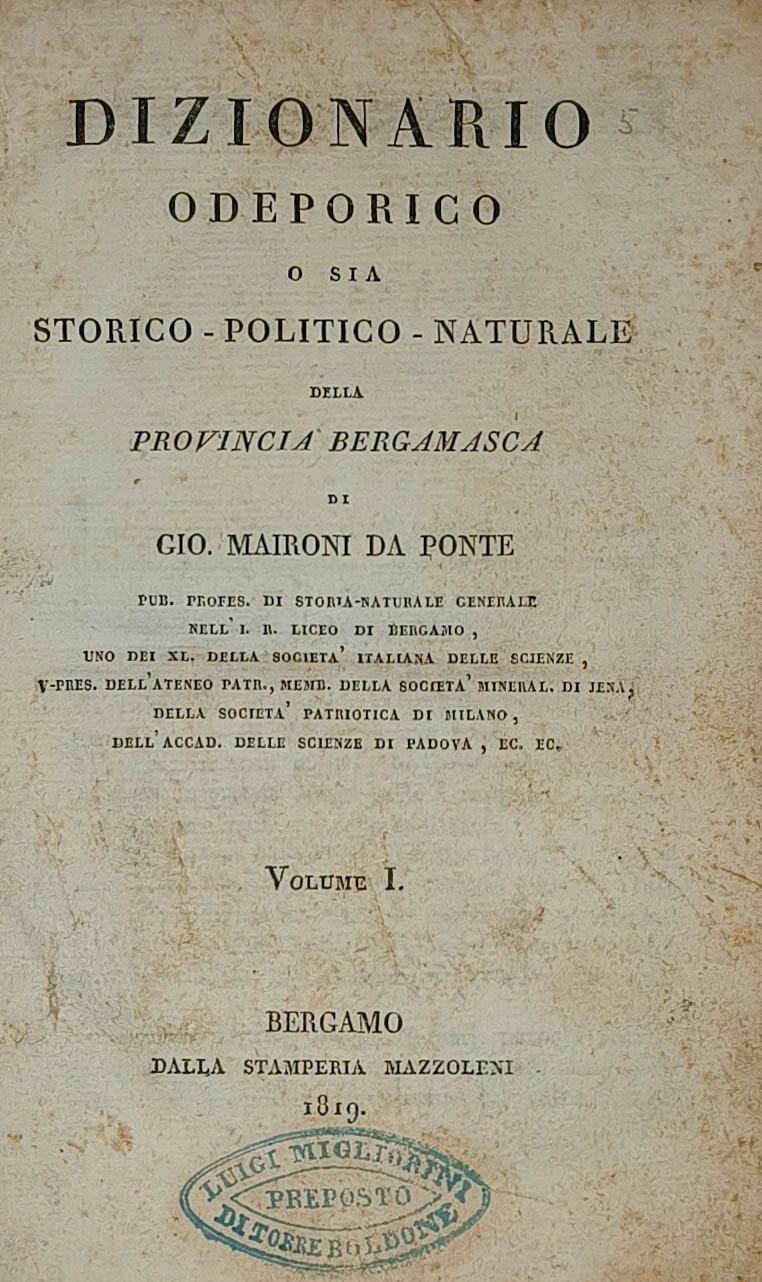 DIZIONARIO
5
ODEPORICO
O SIA
STORICO - POLITICO - NATURALE
DELLA
PROVINCIA BERGAMASCA
DI
GIO. MAIRONI DA PONTE
PUB. PROFES. DI STORIA-NATURALE GENERALE
NELL' I. R. LICEO DI BERGAMO ,
UNO DEI XL. DELLA SOCIETA' ITALIANA DELLE SCIENZE ,
V-PRES. DELL'ATENEO PATR., MEMB. DELLA SOCIETA' MINERAL. DI JENA,
DELLA SOCIETA' PATRIOTICA DI MILANO ,
DELL'ACCAD. DELLE SCIENZE DI PADOVA , EC. EC.
VOLUME I.
BERGAMO
DALLA STAMPERIA MAZZOLENI
1819.
LUIGI MIGLIORINI
PREPOSTO
DI TORRE BOLDONE